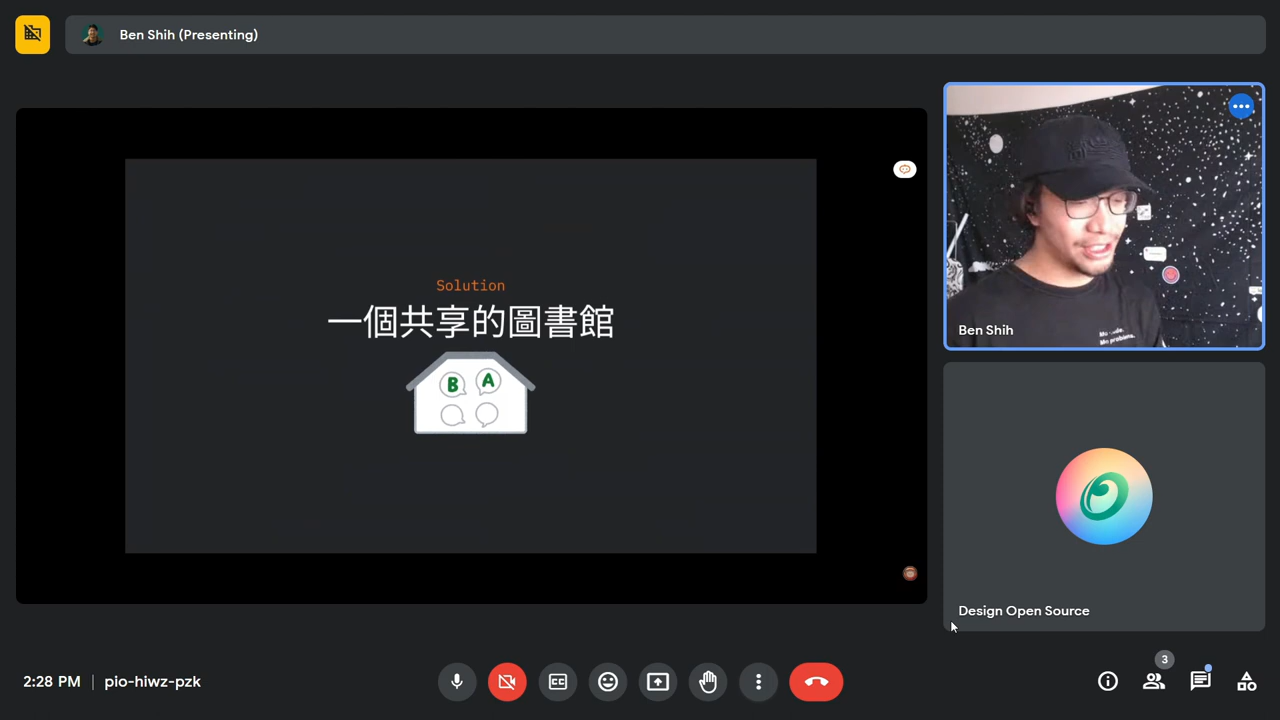 Ben Shih (Presenting)
Solution
一個共享的圖書館
B A
Ben Shih
Design Open Source
3
2:28 PM | pio-hiwz-pzk